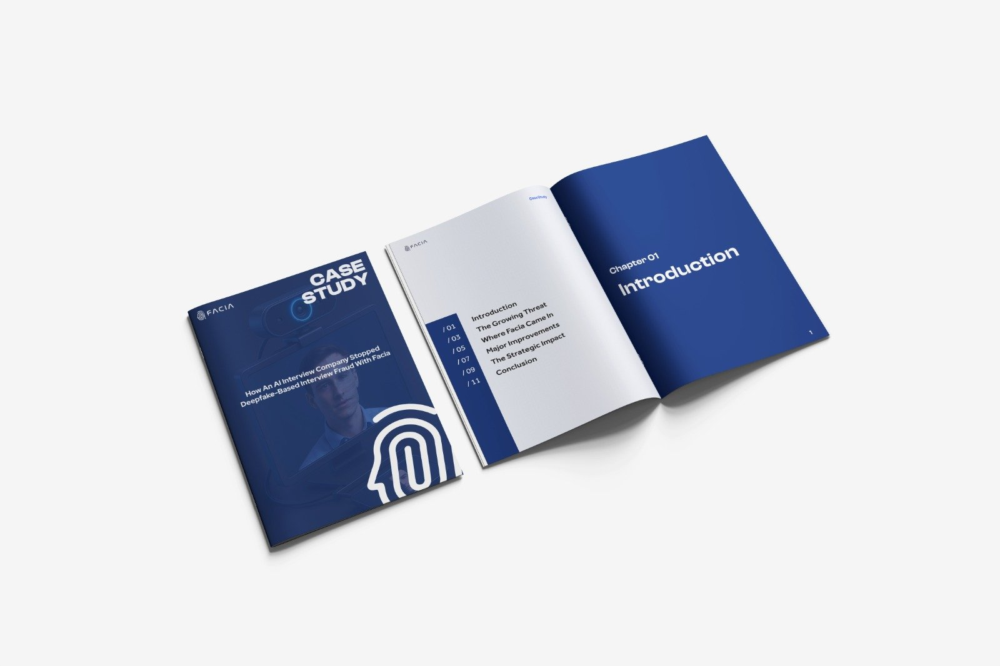 CASE
STUDY
FACIA
How An AI Interview Company Stopped
Deepfake-Based Interview Fraud With Facia
Case Study
FACIA
/ 01 Introduction
/ 03 The Growing Threat
/ 05 Where Facia Came In
/ 07 Major Improvements
/ 09 The Strategic Impact
/ 11 Conclusion
Chapter 01
Introduction
1